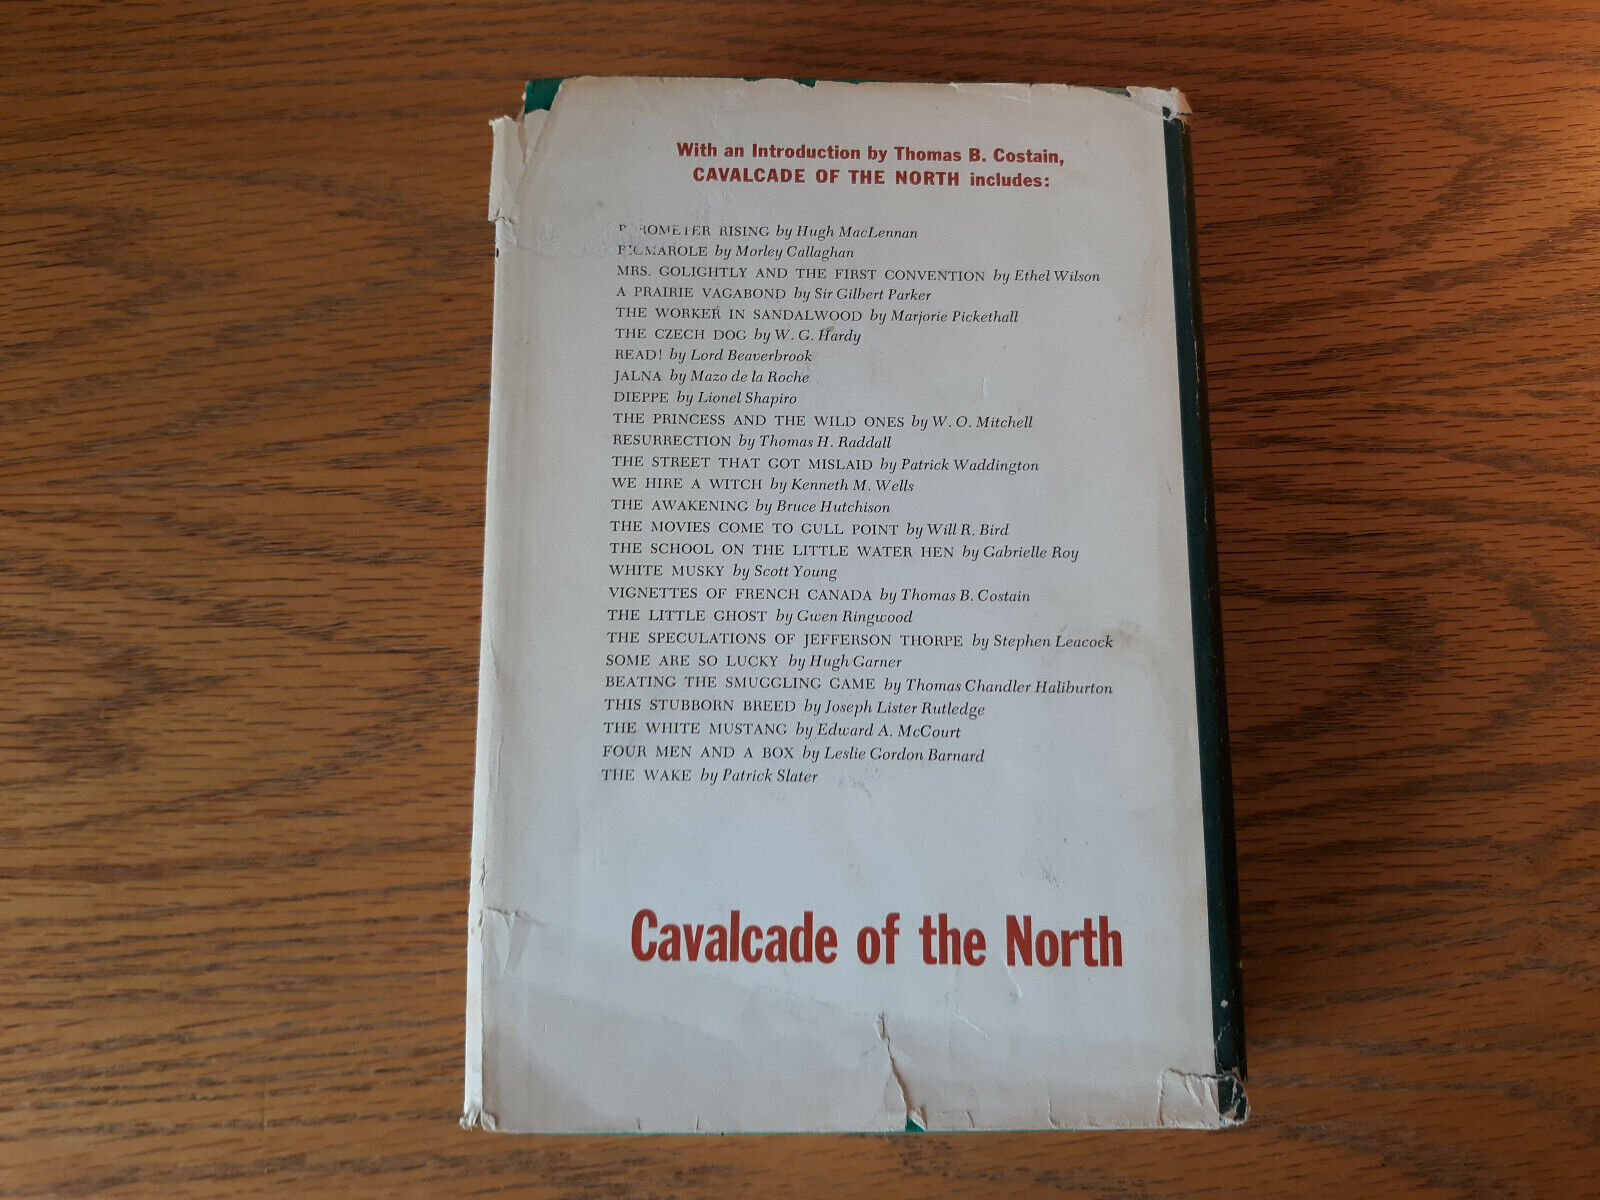 With an Introduction by Thomas B. Costain,
CAVALCADE OF THE NORTH includes:
BAROMETER RISING by Hugh MacLennan
RIGMAROLE by Morley Callaghan
MRS. GOLIGHTLY AND THE FIRST CONVENTION by Ethel Wilson
A PRAIRIE VAGABOND by Sir Gilbert Parker
THE WORKER IN SANDALWOOD by Marjorie Pickethall
THE CZECH DOG by W. G. Hardy
READ! by Lord Beaverbrook
JALNA by Mazo de la Roche
DIEPPE by Lionel Shapiro
THE PRINCESS AND THE WILD ONES by W. O. Mitchell
RESURRECTION by Thomas H. Raddall
THE STREET THAT GOT MISLAID by Patrick Waddington
WE HIRE A WITCH by Kenneth M. Wells
THE AWAKENING by Bruce Hutchison
THE MOVIES COME TO GULL POINT by Will R. Bird
THE SCHOOL ON THE LITTLE WATER HEN by Gabrielle Roy
WHITE MUSKY by Scott Young
VIGNETTES OF FRENCH CANADA by Thomas B. Costain
THE LITTLE GHOST by Gwen Ringwood
THE SPECULATIONS OF JEFFERSON THORPE by Stephen Leacock
SOME ARE SO LUCKY by Hugh Garner
BEATING THE SMUGGLING GAME by Thomas Chandler Haliburton
THIS STUBBORN BREED by Joseph Lister Rutledge
THE WHITE MUSTANG by Edward A. McCourt
FOUR MEN AND A BOX by Leslie Gordon Barnard
THE WAKE by Patrick Slater
Cavalcade of the North